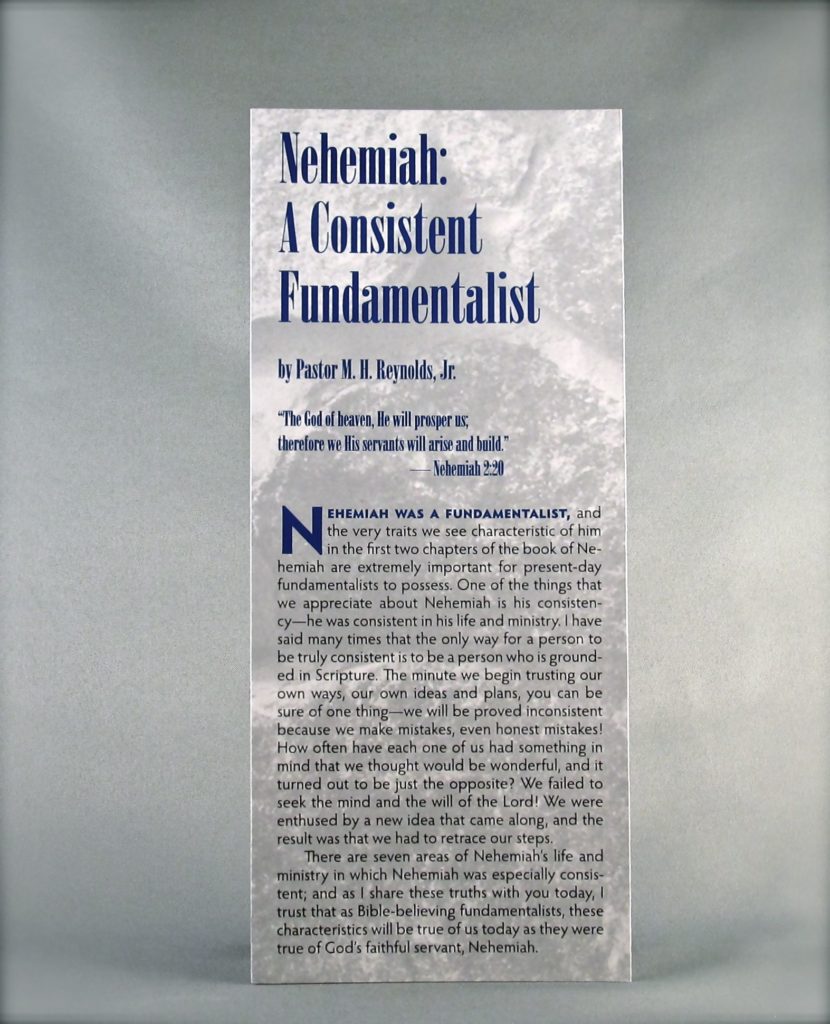 Nehemiah:
A Consistent
Fundamentalist
by Pastor M. H. Reynolds, Jr.
“The God of heaven, He will prosper us;
therefore we His servants will arise and build.”
— Nehemiah 2:20
NEHEMIAH WAS A FUNDAMENTALIST, and
the very traits we see characteristic of him
in the first two chapters of the book of Ne-
hemiah are extremely important for present-day
fundamentalists to possess. One of the things that
we appreciate about Nehemiah is his consisten-
cy—he was consistent in his life and ministry. I have
said many times that the only way for a person to
be truly consistent is to be a person who is ground-
ed in Scripture. The minute we begin trusting our
own ways, our own ideas and plans, you can be
sure of one thing—we will be proved inconsistent
because we make mistakes, even honest mistakes!
How often have each one of us had something in
mind that we thought would be wonderful, and it
turned out to be just the opposite? We failed to
seek the mind and the will of the Lord! We were
enthused by a new idea that came along, and the
result was that we had to retrace our steps.
There are seven areas of Nehemiah’s life and
ministry in which Nehemiah was especially consis-
tent; and as I share these truths with you today, I
trust that as Bible-believing fundamentalists, these
characteristics will be true of us today as they were
true of God’s faithful servant, Nehemiah.